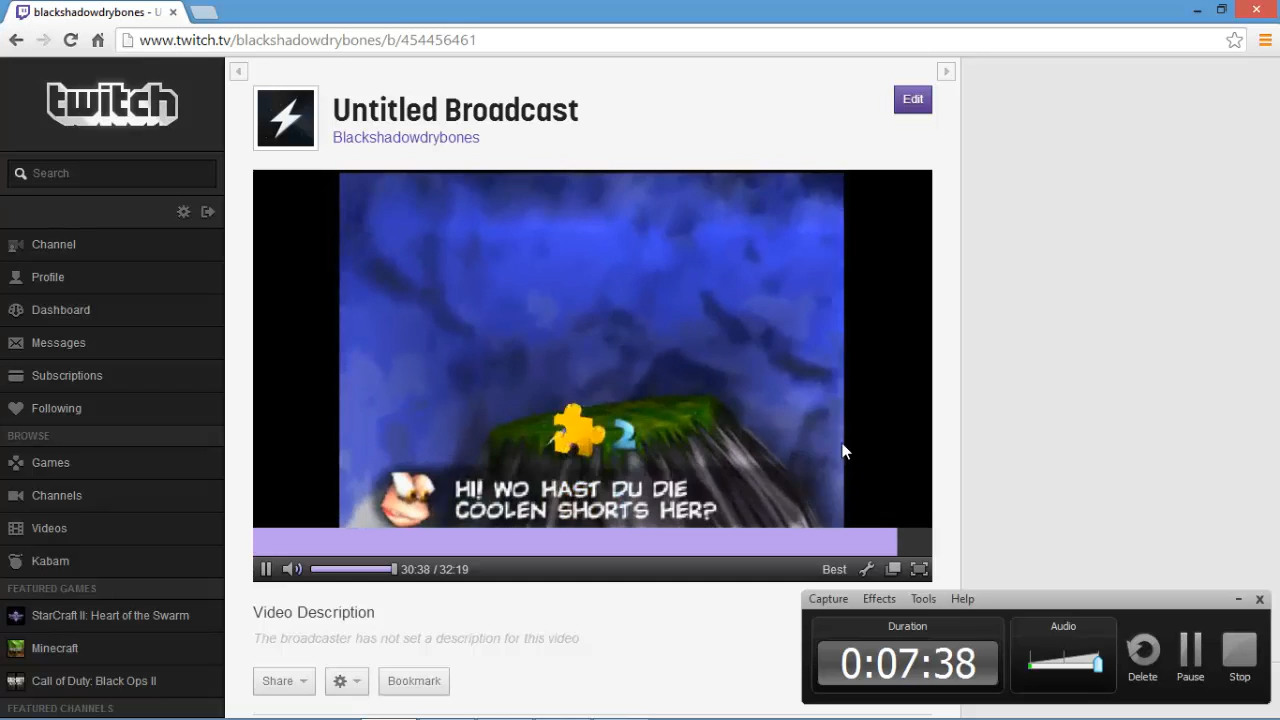 blackshadowdrybones - U
www.twitch.tv/blackshadowdrybones/b/454456461
twitch
Search
Channel
Profile
Dashboard
Messages
Subscriptions
Following
BROWSE
Games
Channels
Videos
Kabam
FEATURED GAMES
StarCraft II: Heart of the Swarm
Minecraft
Call of Duty: Black Ops II
FEATURED CHANNELS
Untitled Broadcast
Blackshadowdrybones
Edit
2
HI! WO HAST DU DIE
COOLEN SHORTS HER?
30:38 / 32:19
Best
Video Description
The broadcaster has not set a description for this video
Share
Bookmark
Capture Effects Tools Help
Duration
0:07:38
Audio
Delete
Pause
Stop